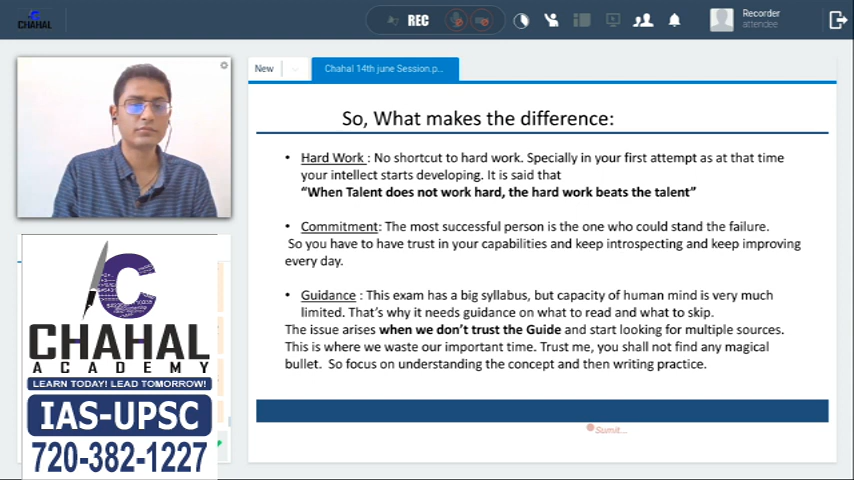 CHAHAL
REC
Recorder
attendee
New
Chahal 14th june Session.p...
So, What makes the difference:
• Hard Work : No shortcut to hard work. Specially in your first attempt as at that time
your intellect starts developing. It is said that
“When Talent does not work hard, the hard work beats the talent”
• Commitment: The most successful person is the one who could stand the failure.
So you have to have trust in your capabilities and keep introspecting and keep improving
every day.
• Guidance : This exam has a big syllabus, but capacity of human mind is very much
limited. That’s why it needs guidance on what to read and what to skip.
The issue arises when we don’t trust the Guide and start looking for multiple sources.
This is where we waste our important time. Trust me, you shall not find any magical
bullet. So focus on understanding the concept and then writing practice.
Sumit...
CHAHAL
ACADEMY
LEARN TODAY! LEAD TOMORROW!
IAS-UPSC
720-382-1227